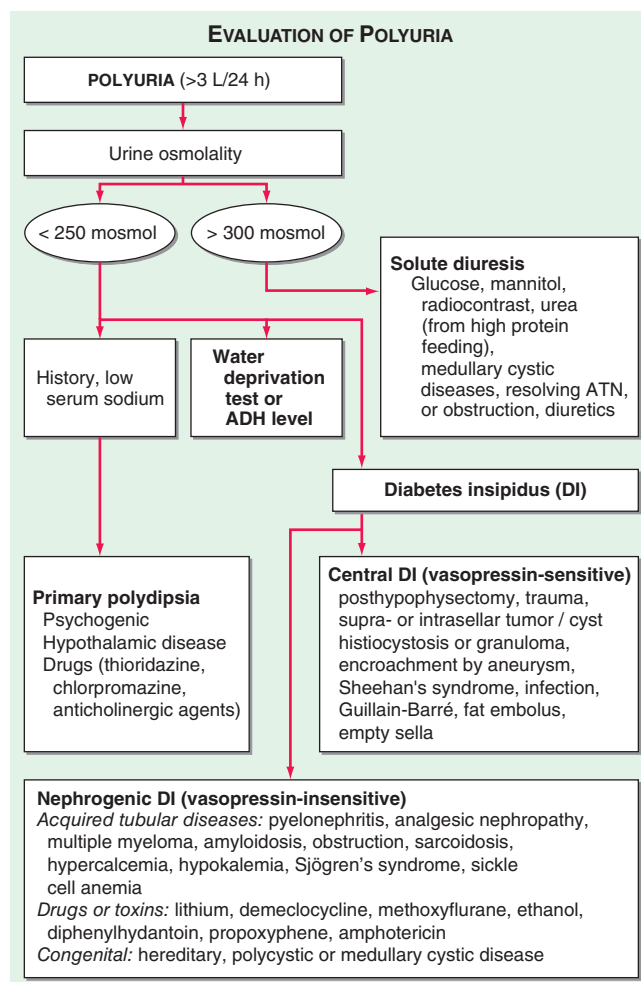 EVALUATION OF POLYURIA
POLYURIA (>3 L/24 h)
Urine osmolality
< 250 mosmol
> 300 mosmol
Solute diuresis
Glucose, mannitol,
radiocontrast, urea
(from high protein
feeding),
medullary cystic
diseases, resolving ATN,
or obstruction, diuretics
History, low
serum sodium
Water
deprivation
test or
ADH level
Diabetes insipidus (DI)
Primary polydipsia
Psychogenic
Hypothalamic disease
Drugs (thioridazine,
chlorpromazine,
anticholinergic agents)
Central DI (vasopressin-sensitive)
posthypophysectomy, trauma,
supra- or intrasellar tumor / cyst
histiocystosis or granuloma,
encroachment by aneurysm,
Sheehan's syndrome, infection,
Guillain-Barré, fat embolus,
empty sella
Nephrogenic DI (vasopressin-insensitive)
Acquired tubular diseases: pyelonephritis, analgesic nephropathy,
multiple myeloma, amyloidosis, obstruction, sarcoidosis,
hypercalcemia, hypokalemia, Sjögren's syndrome, sickle
cell anemia
Drugs or toxins: lithium, demeclocycline, methoxyflurane, ethanol,
diphenylhydantoin, propoxyphene, amphotericin
Congenital: hereditary, polycystic or medullary cystic disease